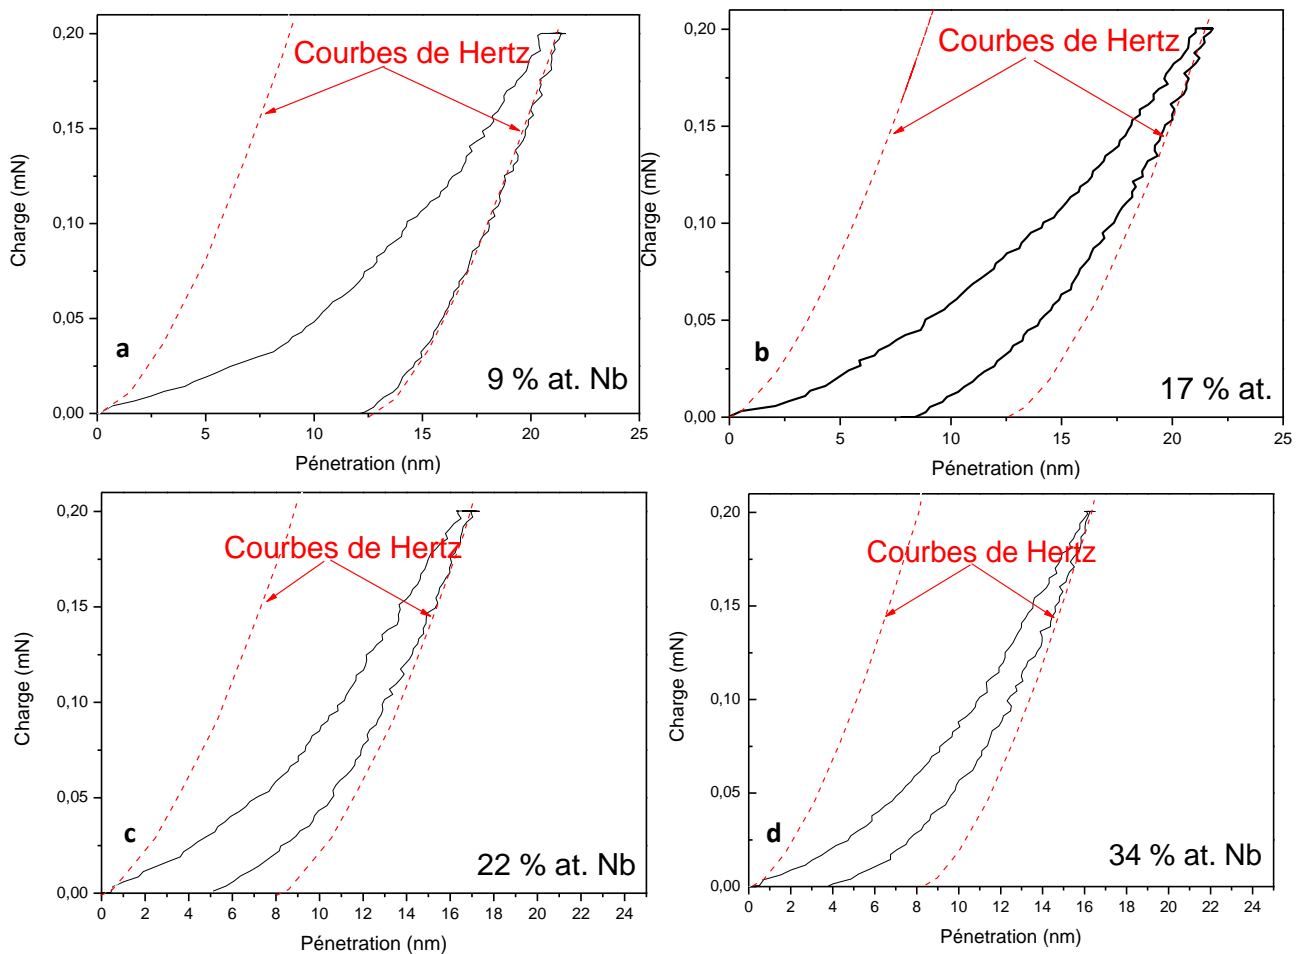 Courbes de Hertz
0,20
0,15
0,10
0,05
0,00
Charge (mN)
a
9 % at. Nb
0
5
10
15
20
25
Pénetration (nm)
Courbes de Hertz
0,20
0,15
0,10
0,05
0,00
Charge (mN)
b
17 % at.
0
5
10
15
20
25
Pénetration (nm)
Courbes de Hertz
0,20
0,15
0,10
0,05
0,00
Charge (mN)
c
22 % at. Nb
0
2
4
6
8
10
12
14
16
18
20
22
24
Pénetration (nm)
Courbes de Hertz
0,20
0,15
0,10
0,05
0,00
Charge (mN)
d
34 % at. Nb
0
2
4
6
8
10
12
14
16
18
20
22
24
Pénetration (nm)